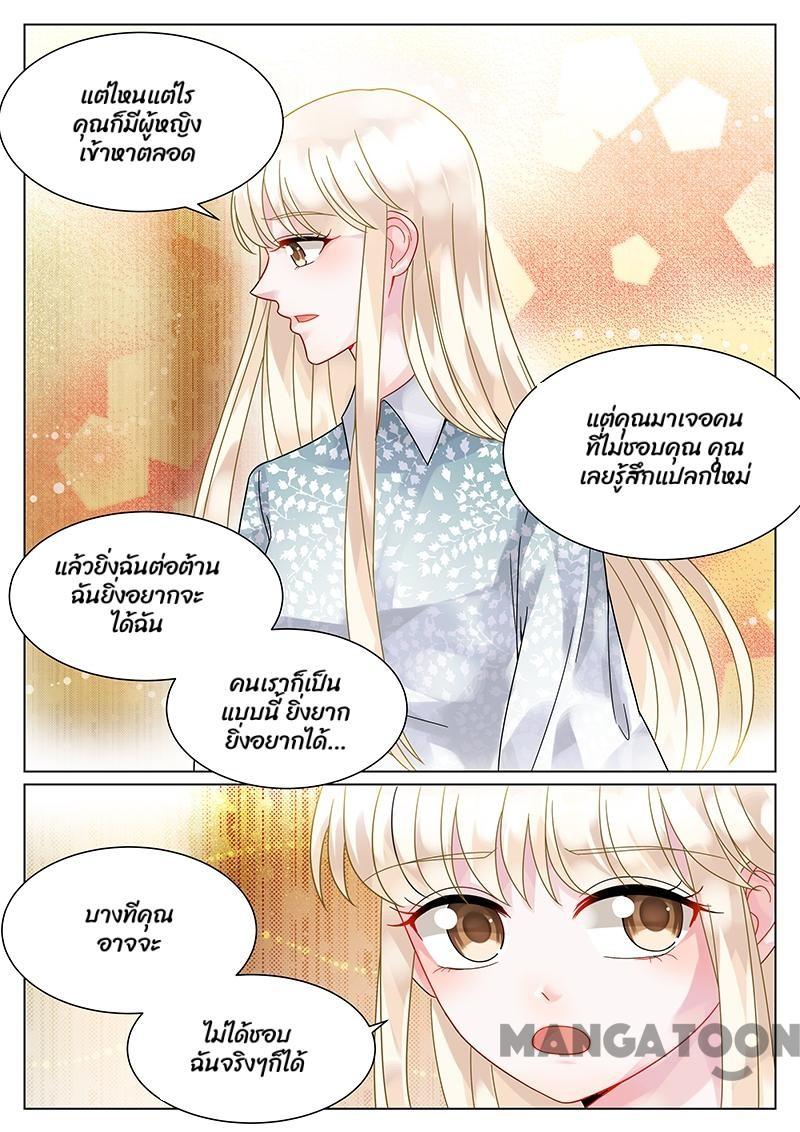 แต่ไหนแต่ไร
คุณก็มีผู้หญิง
เข้าหาตลอด
แต่คุณมาเจอคน
ที่ไม่ชอบคุณ คุณ
เลยรู้สึกแปลกใหม่
แล้วยิ่งฉันต่อต้าน
ฉันยิ่งอยากจะ
ได้ฉัน
คนเราก็เป็น
แบบนี้ ยิ่งยาก
ยิ่งอยากได้...
บางทีคุณ
อาจจะ
ไม่ได้ชอบ
ฉันจริงๆก็ได้
MANGATOON